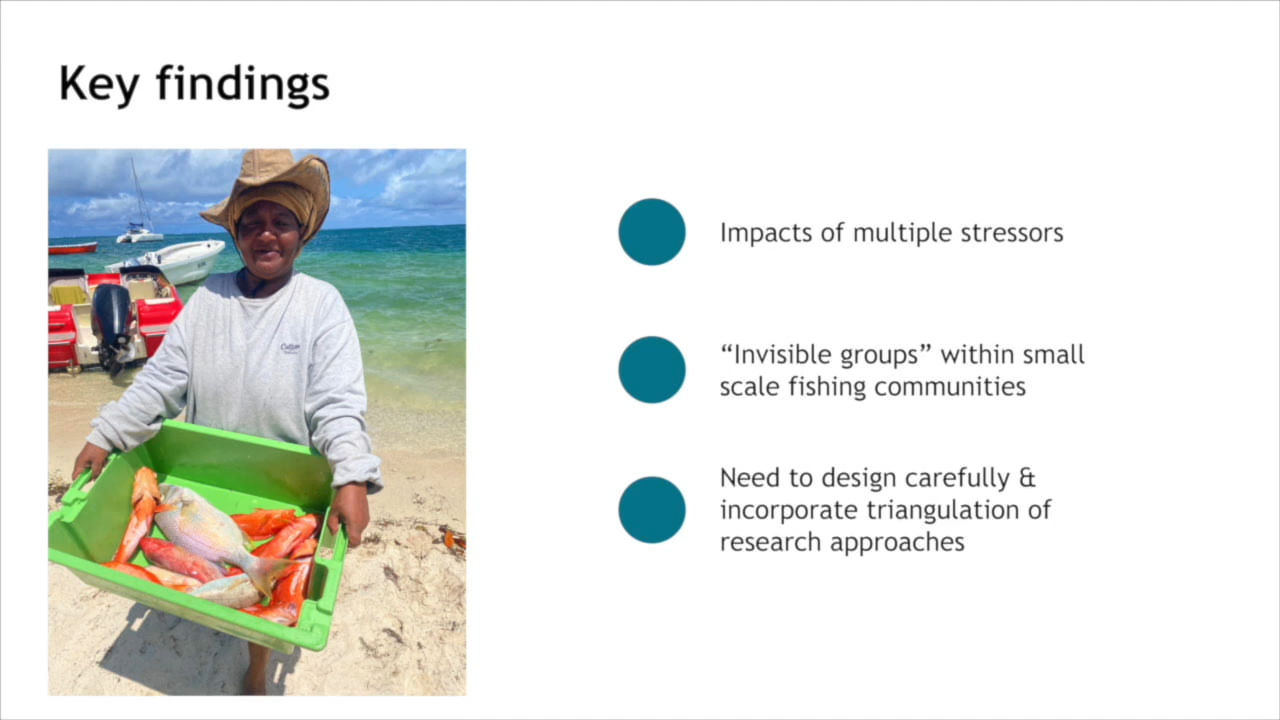 Key findings
Impacts of multiple stressors
“Invisible groups” within small
scale fishing communities
Need to design carefully &
incorporate triangulation of
research approaches